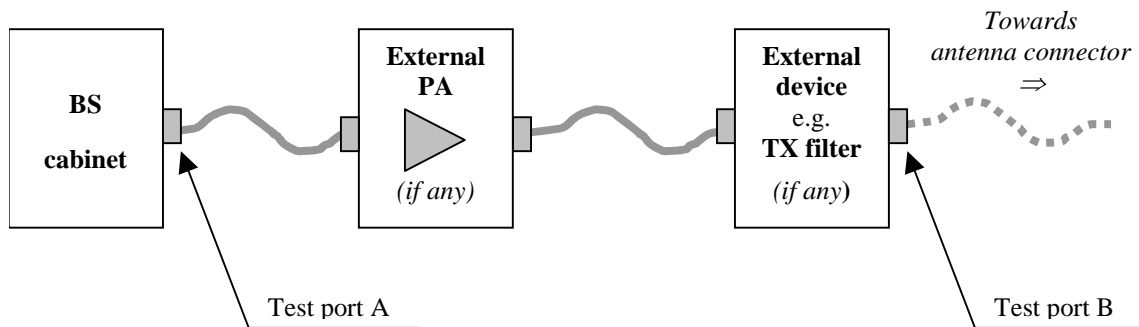 BS
cabinet
External
PA
(if any)
External
device
e.g.
TX filter
(if any)
Towards
antenna connector
⇒
Test port A
Test port B